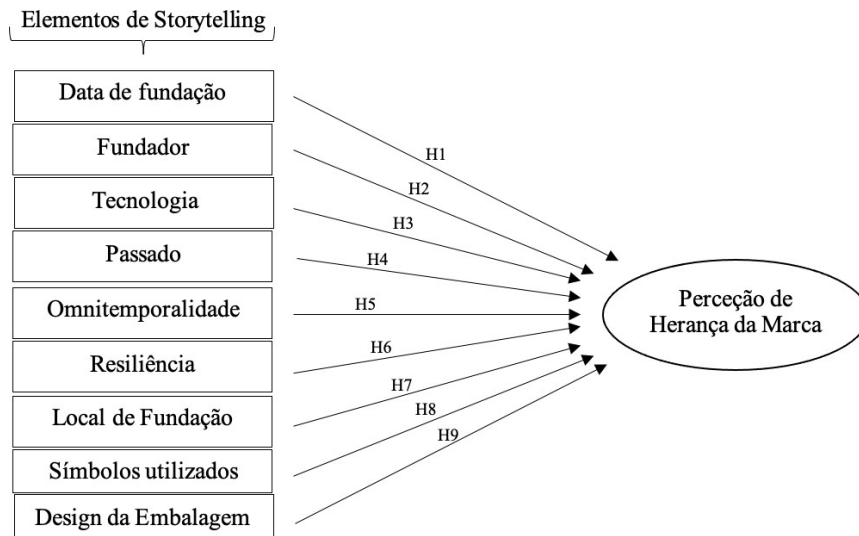 Elementos de Storytelling
Data de fundação
Fundador
Tecnologia
Passado
Omnitemporalidade
Resiliência
Local de Fundação
Símbolos utilizados
Design da Embalagem
H1
H2
H3
H4
H5
H6
H7
H8
H9
Perceção de
Herança da Marca